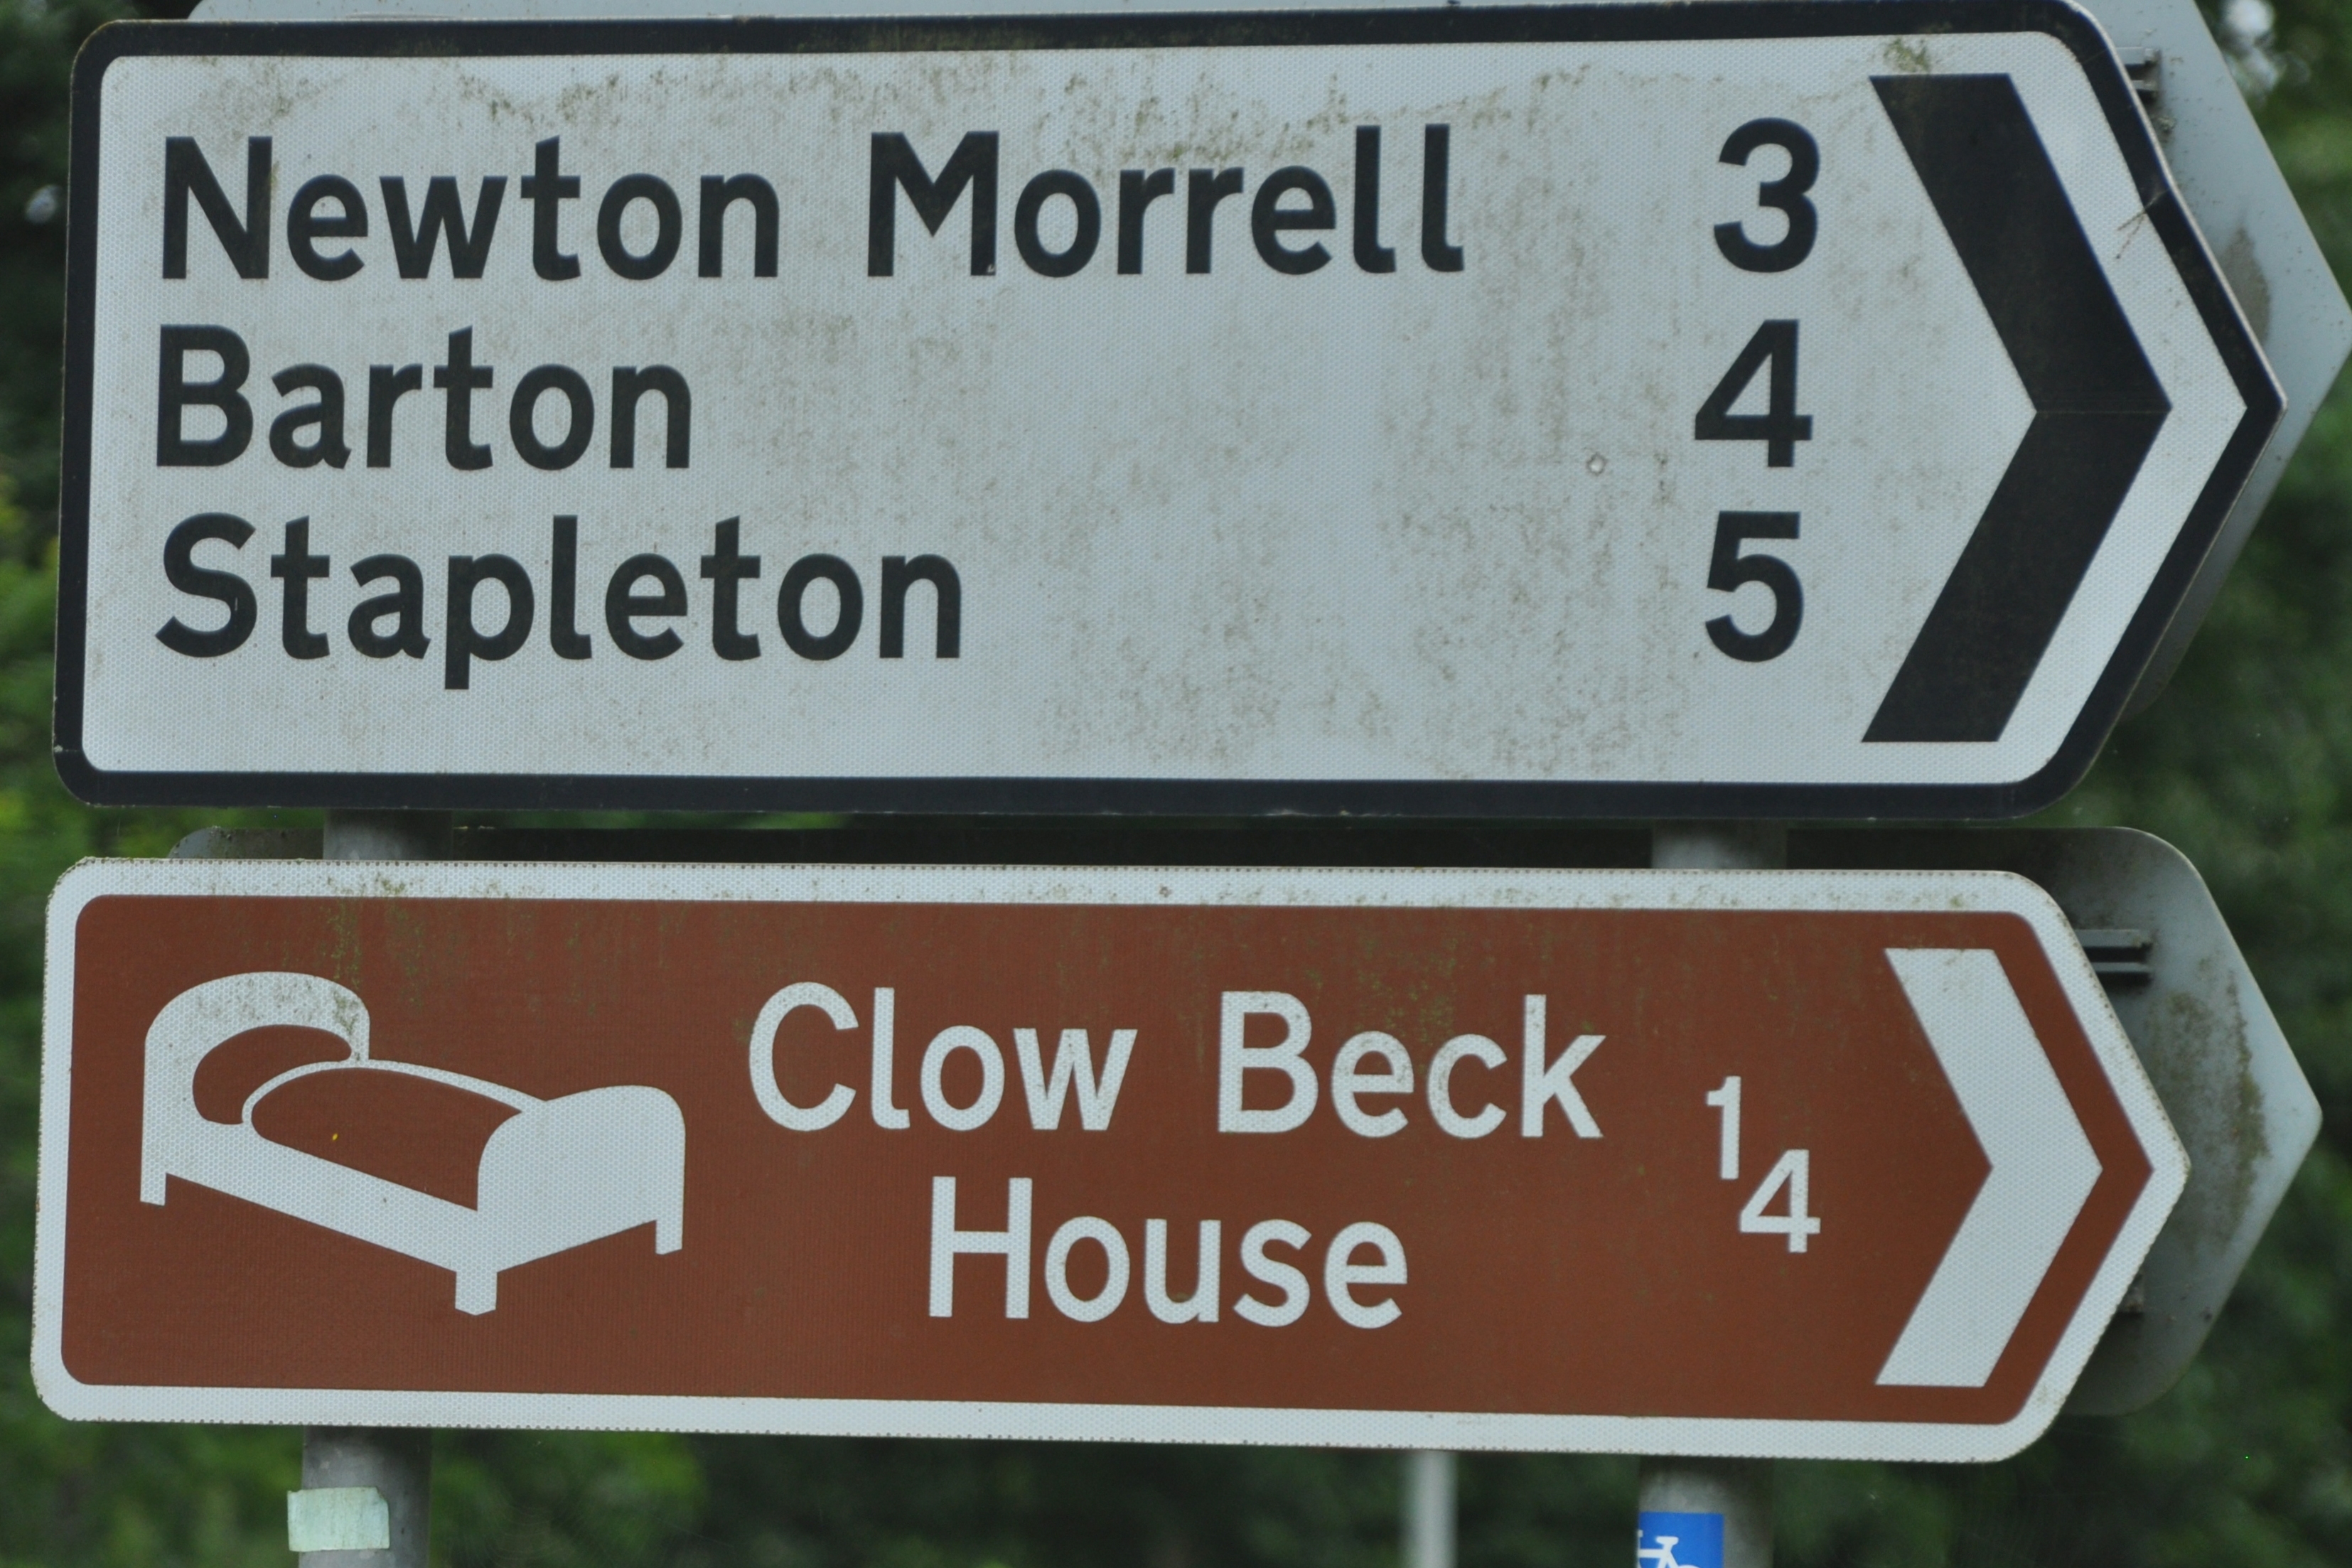 Newton Morrell 3
Barton 4
Stapleton 5
Clow Beck
House 1/4